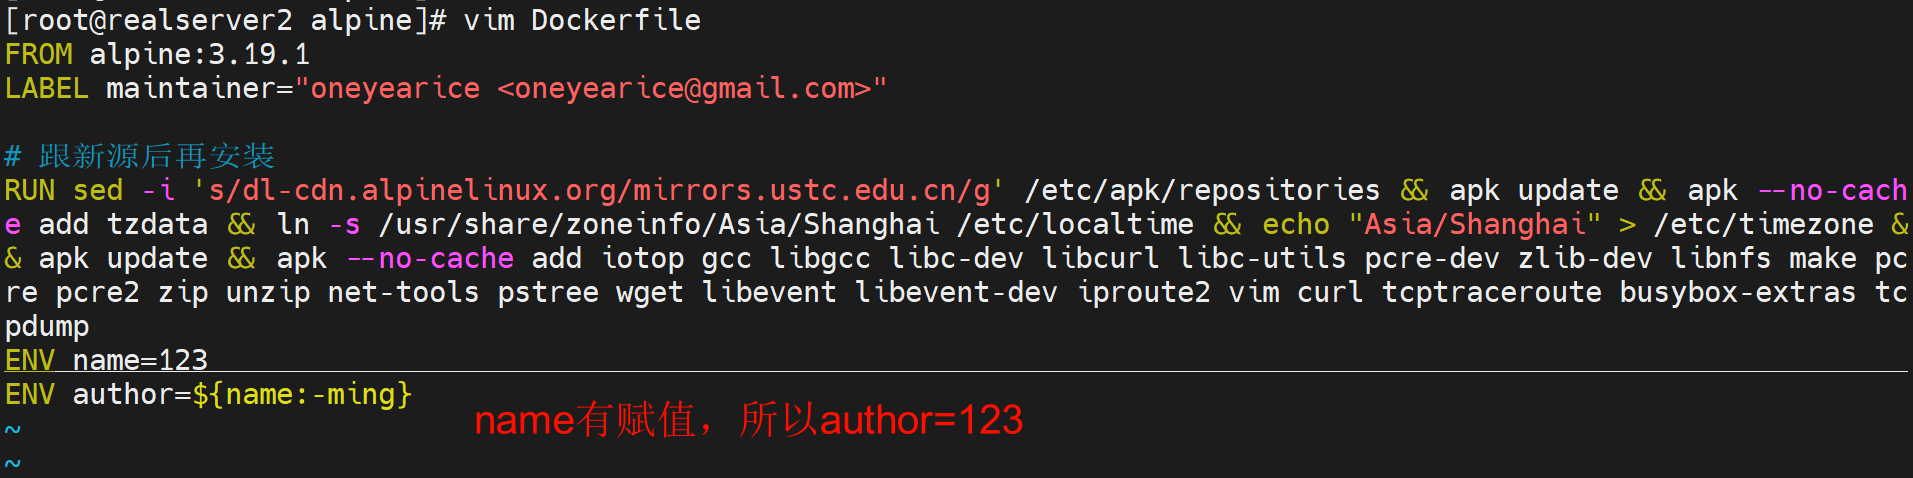 [root@realserver2 alpine]# vim Dockerfile
FROM alpine:3.19.1
LABEL maintainer="oneyearice <oneyearice@gmail.com>"
# 跟新源后再安装
RUN sed -i 's/dl-cdn.alpinelinux.org/mirrors.ustc.edu.cn/g' /etc/apk/repositories && apk update && apk --no-cach
e add tzdata && ln -s /usr/share/zoneinfo/Asia/Shanghai /etc/localtime && echo "Asia/Shanghai" > /etc/timezone &
& apk update && apk --no-cache add iotop gcc libgcc libc-dev libcurl libc-utils pcre-dev zlib-dev libnfs make pc
re pcre2 zip unzip net-tools pstree wget libevent libevent-dev iproute2 vim curl tcptraceroute busybox-extras tc
pdump
ENV name=123
ENV author=${name:-ming}
name有赋值，所以author=123
~
~